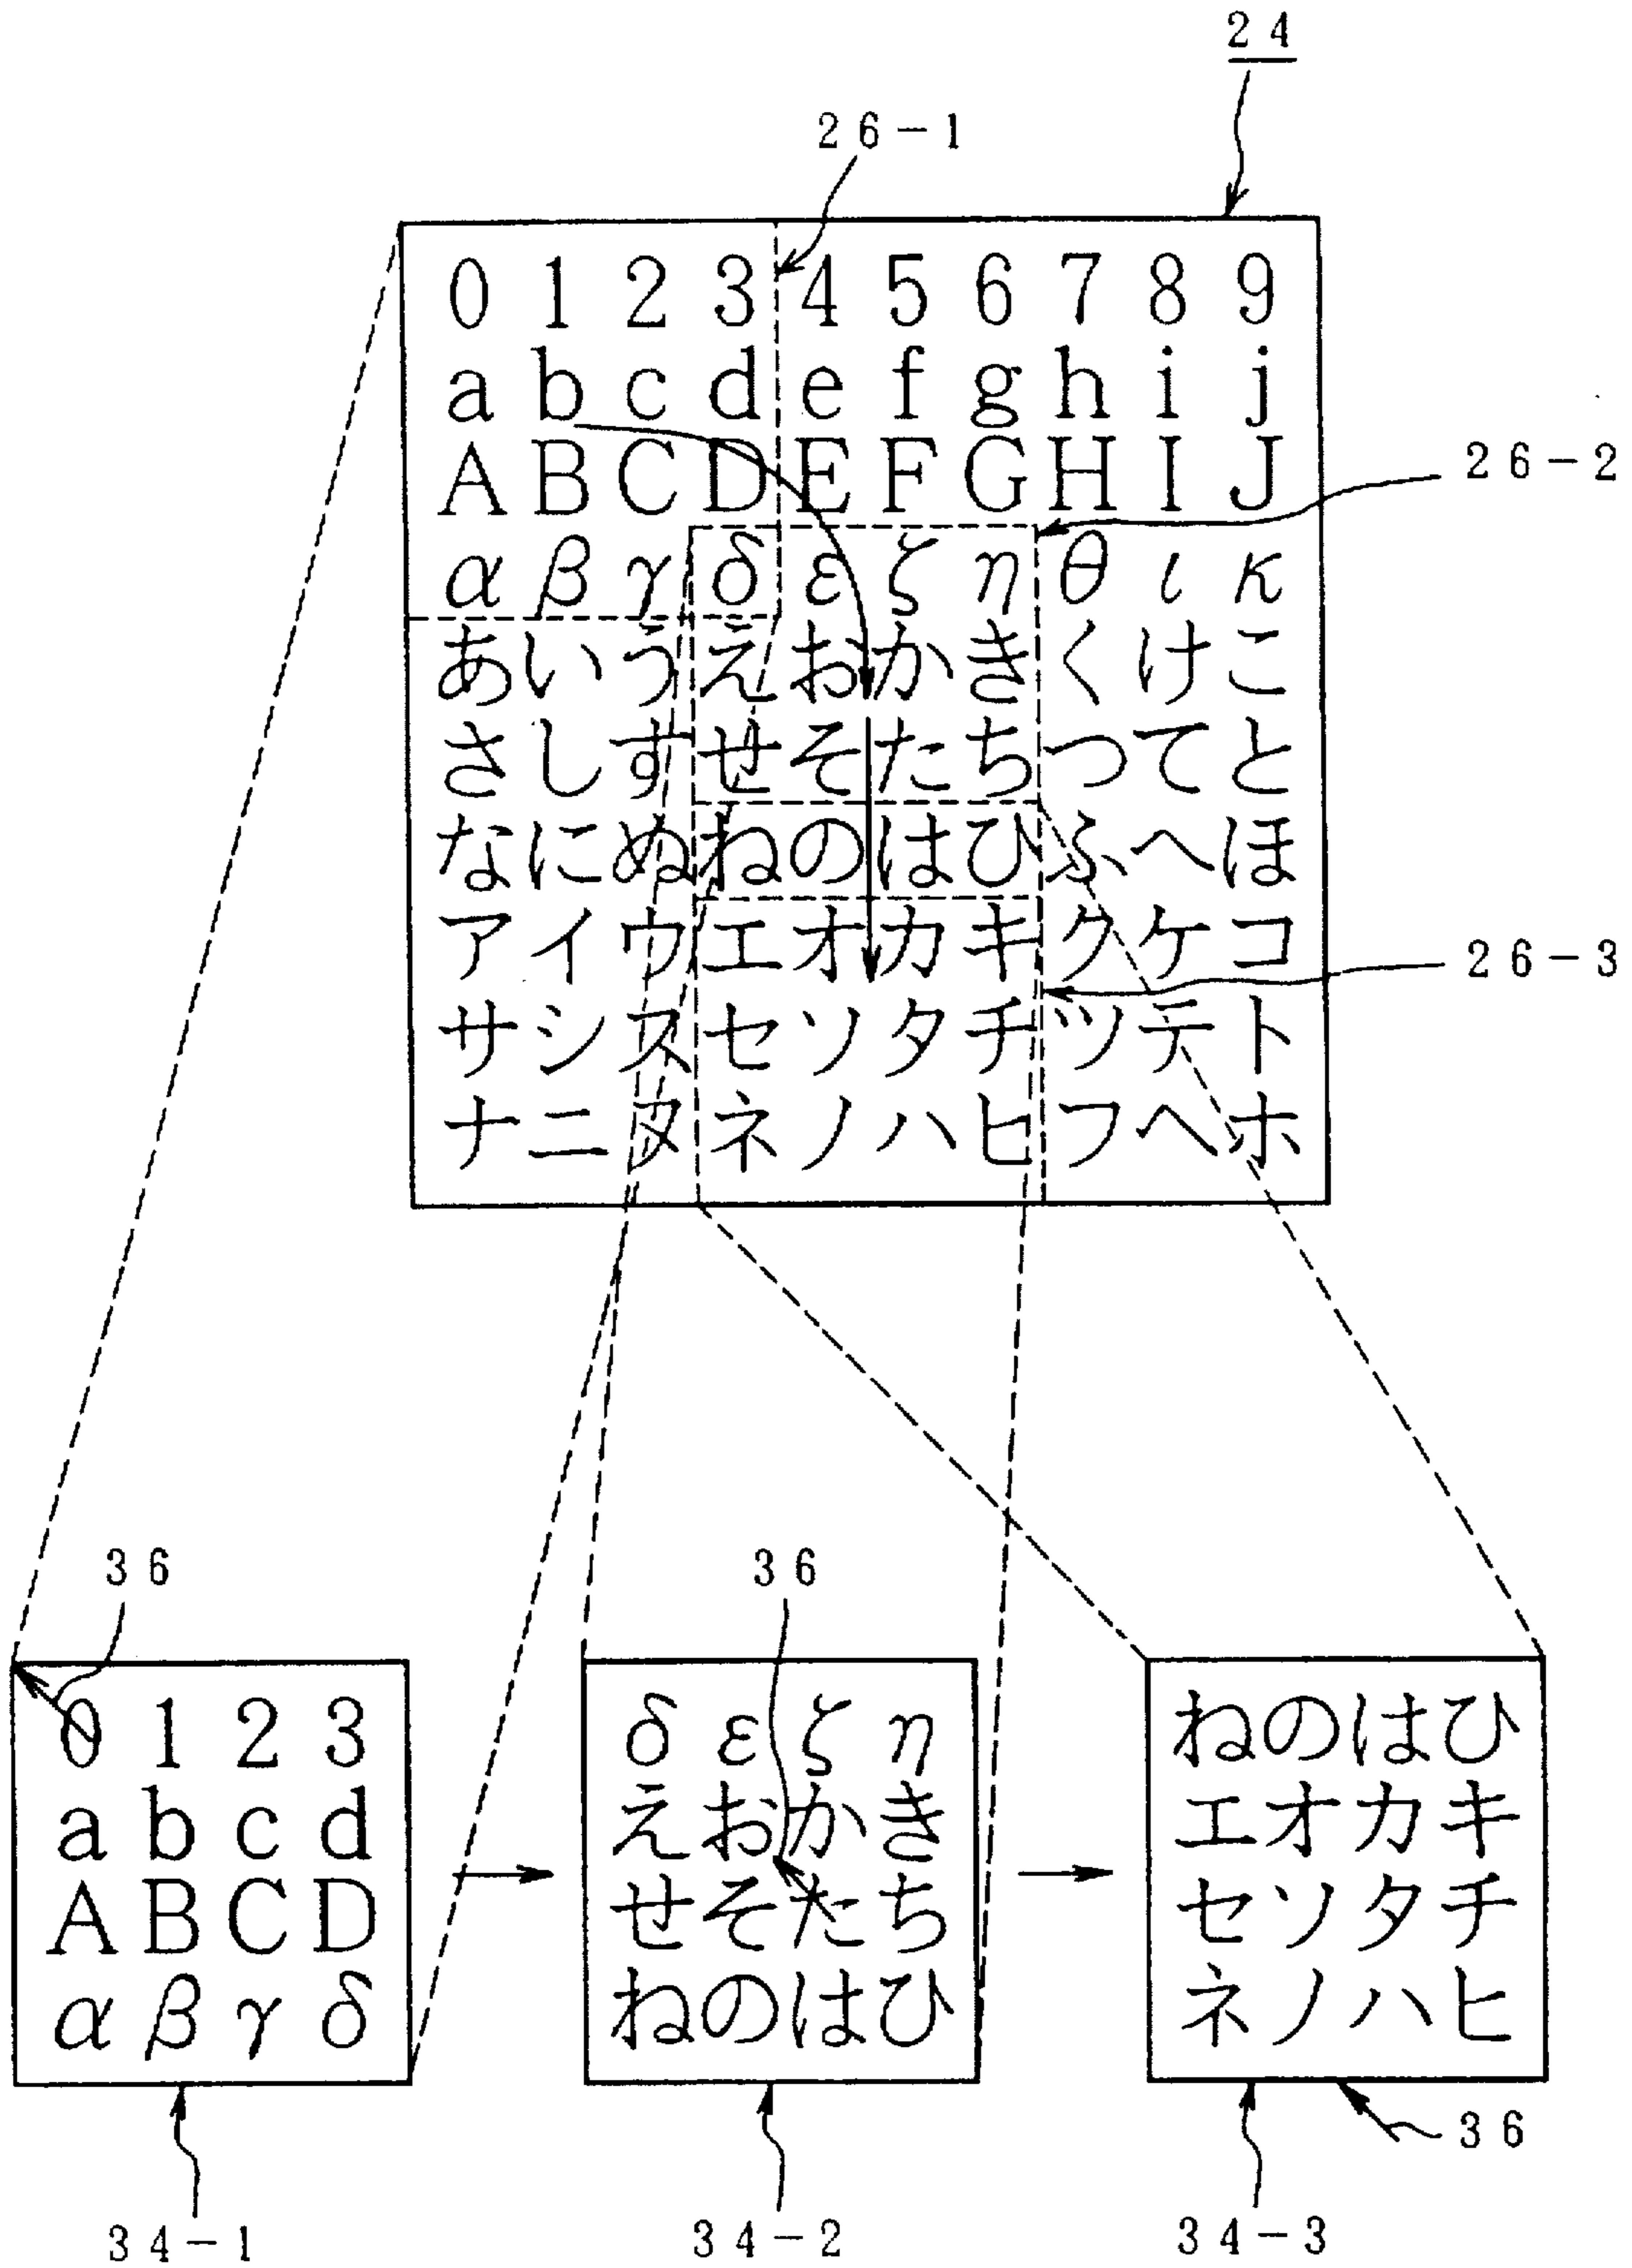 24
26-1
0 1 2 3 4 5 6 7 8 9
a b c d e f g h i j
A B C D E F G H I J
26-2
α β γ δ ε ζ η θ ι κ
あ い う え お か き く け こ
さ し す せ そ た ち つ て と
な に ぬ ね の は ひ ふ へ ほ
ア イ ウ エ オ カ キ ク ケ コ
26-3
サ シ ス セ ソ タ チ ツ テ ト
ナ ニ ヌ ネ ノ ハ ヒ フ ヘ ホ
36
0 1 2 3
a b c d
A B C D
α β γ δ
34-1
36
δ ε ζ η
え お か き
せ そ た ち
ね の は ひ
34-2
ね の は ひ
エ オ カ キ
セ ソ タ チ
ネ ノ ハ ヒ
36
34-3